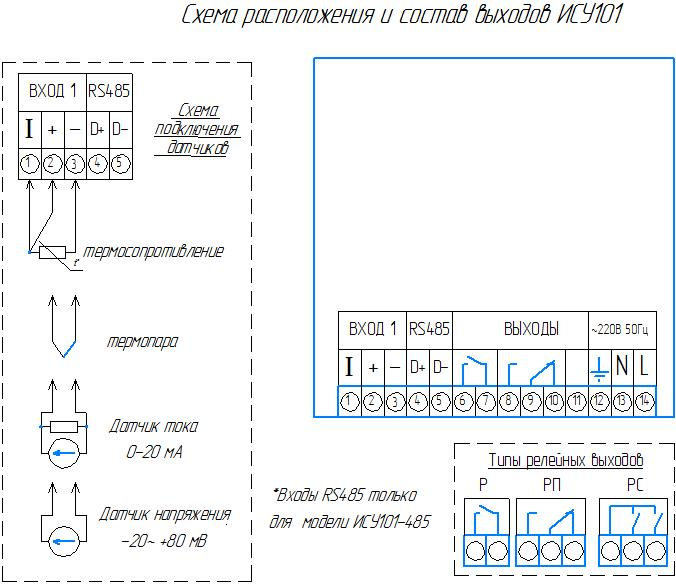 Схема расположения и состав выходов ИСУ101
ВХОД 1 RS485
I + − D+ D−
1 2 3 4 5
Схема
подключения
датчиков
термосопротивление
t°
термопара
Датчик тока
0-20 мА
Датчик напряжения
-20~ +80 мВ
ВХОД 1 RS485 ВЫХОДЫ ~220В 50Гц
I + − D+ D− N L
1 2 3 4 5 6 7 8 9 10 11 12 13 14
*Входы RS485 только
для модели ИСУ101-485
Типы релейных выходов
Р РП РС